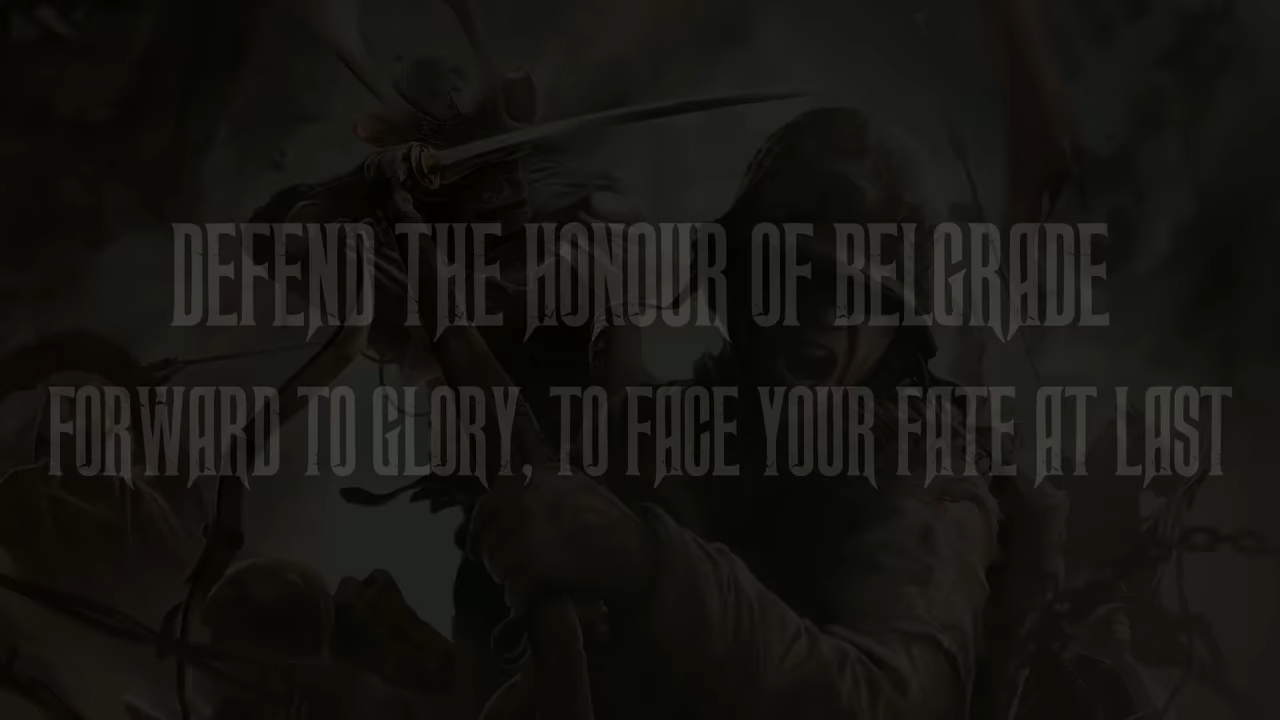 DEFEND THE HONOUR OF BELGRADE
FORWARD TO GLORY, TO FACE YOUR FATE AT LAST